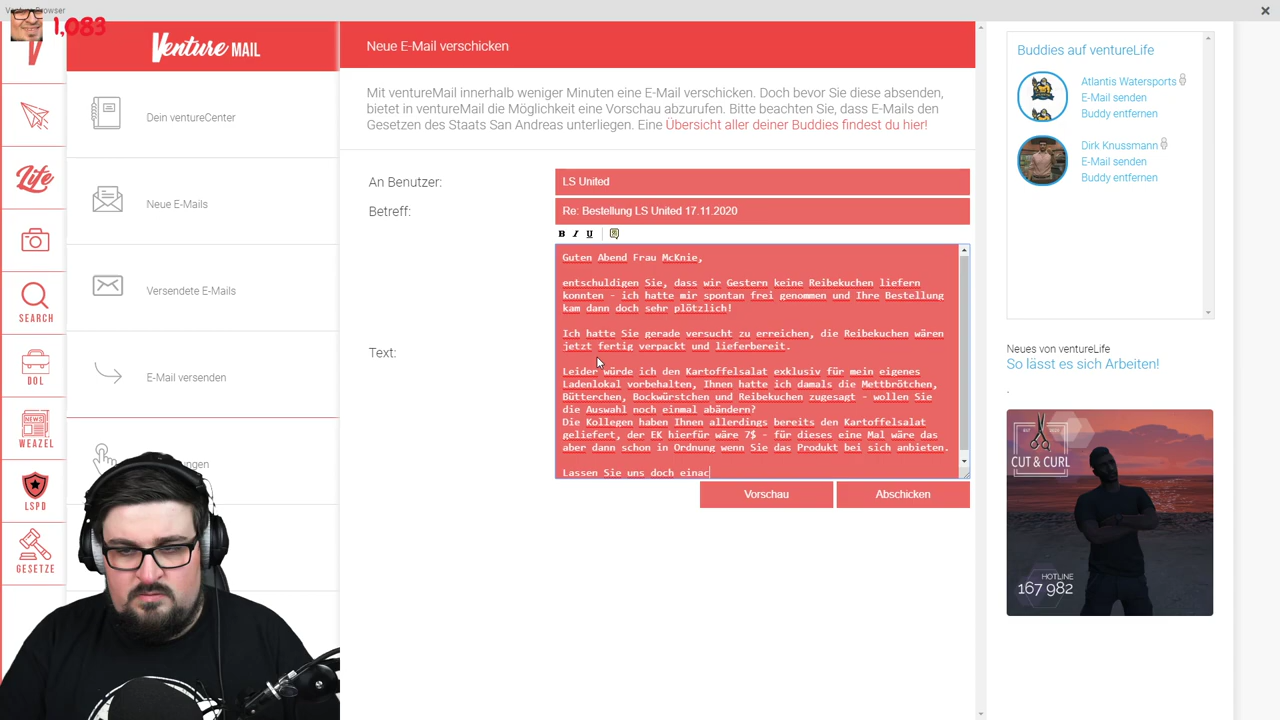 1,083
Venture MAIL
Neue E-Mail verschicken
Mit ventureMail innerhalb weniger Minuten eine E-Mail verschicken. Doch bevor Sie diese absenden,
bietet in ventureMail die Möglichkeit eine Vorschau abzurufen. Bitte beachten Sie, dass E-Mails den
Gesetzen des Staats San Andreas unterliegen. Eine Übersicht aller deiner Buddies findest du hier!
Life
SEARCH
DOJ
WEAZEL
LSPD
GESETZE
Dein ventureCenter
Neue E-Mails
Versendete E-Mails
E-Mail versenden
An Benutzer:
LS United
Betreff:
Re: Bestellung LS United 17.11.2020
B I U
Text:
Guten Abend Frau McKnie,
entschuldigen Sie, dass wir Gestern keine Reibekuchen liefern
konnten - ich hatte mir spontan frei genommen und Ihre Bestellung
kam dann doch sehr plötzlich!
Ich hatte Sie gerade versucht zu erreichen, die Reibekuchen wären
jetzt fertig verpackt und lieferbereit.
Leider würde ich den Kartoffelsalat exklusiv für mein eigenes
Ladenlokal vorbehalten, Ihnen hatte ich damals die Mettbrötchen,
Bütterchen, Bockwürstchen und Reibekuchen zugesagt - wollen Sie
die Auswahl noch einmal abändern?
Die Kollegen haben Ihnen allerdings bereits den Kartoffelsalat
geliefert, der EK hierfür wäre 7$ - für dieses eine Mal wäre das
aber dann schon in Ordnung wenn Sie das Produkt bei sich anbieten.
Lassen Sie uns doch einac
Vorschau
Abschicken
Buddies auf ventureLife
Atlantis Watersports
E-Mail senden
Buddy entfernen
Dirk Knussmann
E-Mail senden
Buddy entfernen
Neues von ventureLife
So lässt es sich Arbeiten!
.
CUT & CURL
HOTLINE
167 982